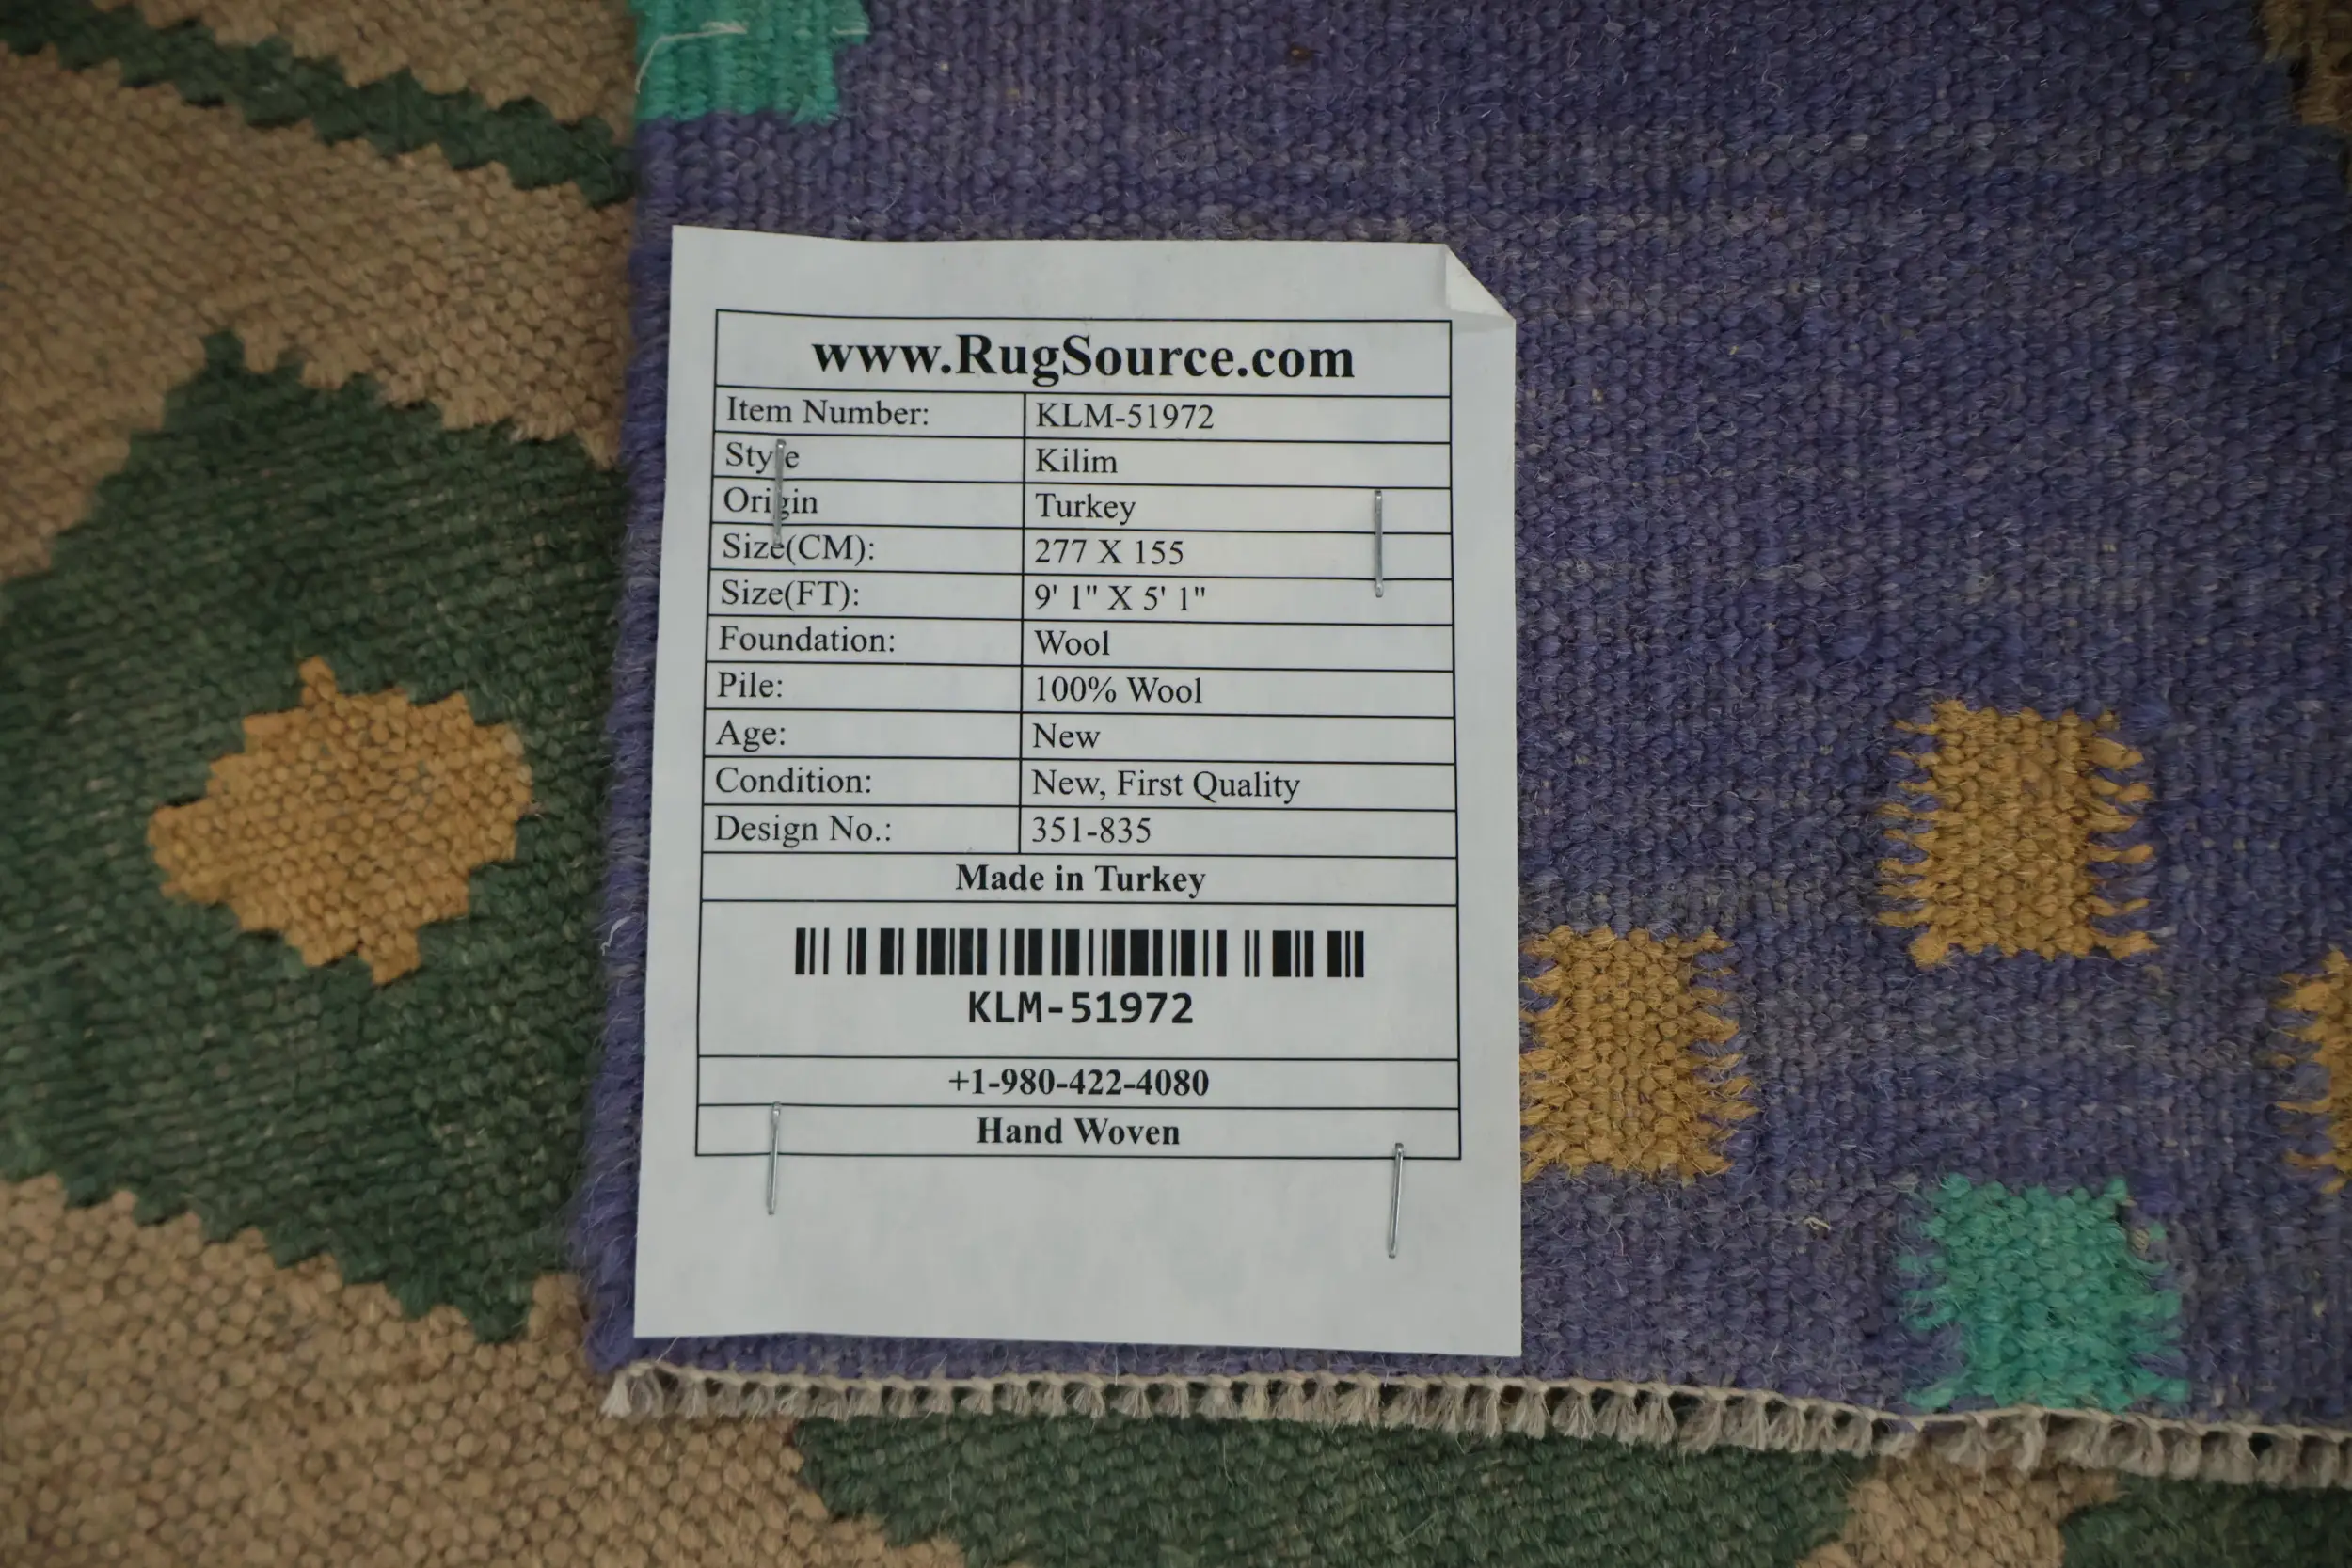 www.RugSource.com
Item Number: KLM-51972
Style Kilim
Origin Turkey
Size(CM): 277 X 155
Size(FT): 9' 1" X 5' 1"
Foundation: Wool
Pile: 100% Wool
Age: New
Condition: New, First Quality
Design No.: 351-835
Made in Turkey
KLM-51972
+1-980-422-4080
Hand Woven